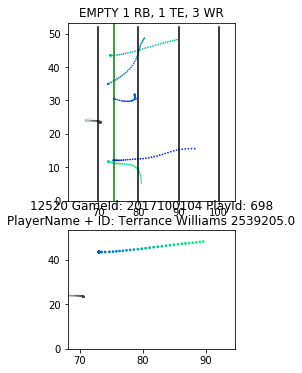 EMPTY 1 RB, 1 TE, 3 WR
50
40
30
20
10
0
70 80 90 100
12520 GameId: 2017100104 PlayId: 698
PlayerName + ID: Terrance Williams 2539205.0
40
20
0
70 80 90